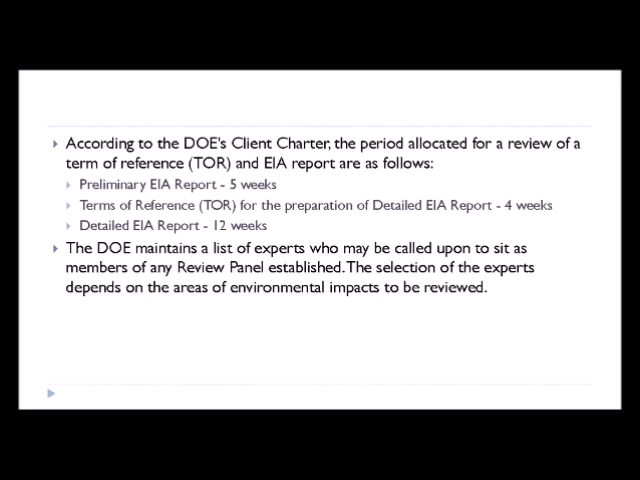 According to the DOE's Client Charter, the period allocated for a review of a
term of reference (TOR) and EIA report are as follows:
Preliminary EIA Report - 5 weeks
Terms of Reference (TOR) for the preparation of Detailed EIA Report - 4 weeks
Detailed EIA Report - 12 weeks
The DOE maintains a list of experts who may be called upon to sit as
members of any Review Panel established. The selection of the experts
depends on the areas of environmental impacts to be reviewed.